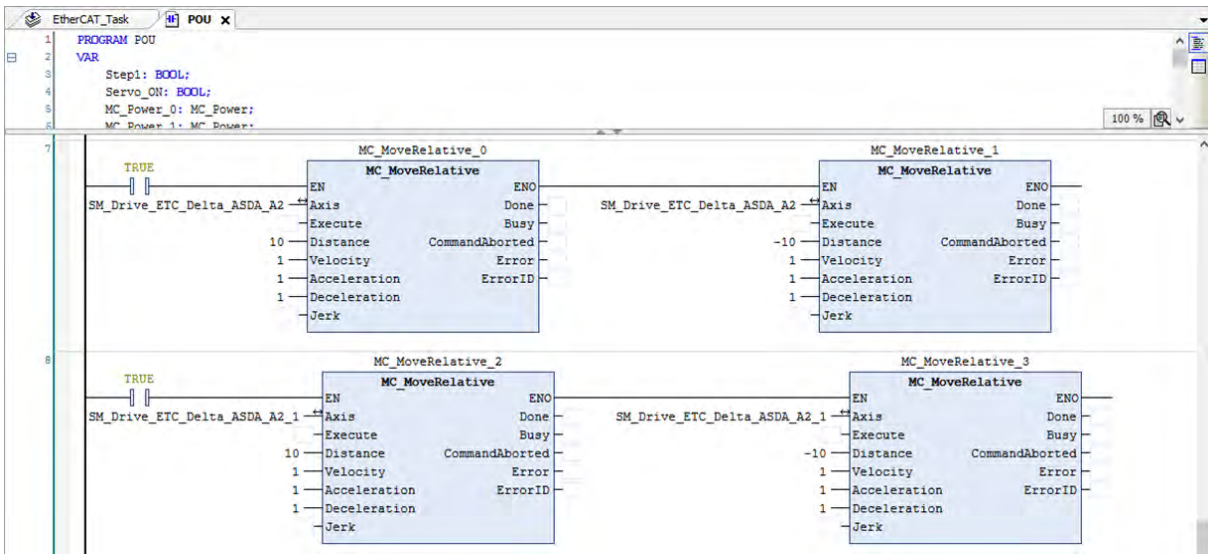 EtherCAT_Task POU x
1 PROGRAM POU
2 VAR
3 Step1: BOOL;
4 Servo_ON: BOOL;
5 MC_Power_0: MC_Power;
6 MC_Power_1: MC_Power;
100 %
7
MC_MoveRelative_0 MC_MoveRelative_1
TRUE MC_MoveRelative MC_MoveRelative
EN ENO EN ENO
SM_Drive_ETC_Delta_ASDA_A2 Axis Done SM_Drive_ETC_Delta_ASDA_A2 Axis Done
Execute Busy Execute Busy
10 Distance CommandAborted -10 Distance CommandAborted
1 Velocity Error 1 Velocity Error
1 Acceleration ErrorID 1 Acceleration ErrorID
1 Deceleration 1 Deceleration
Jerk Jerk
8
MC_MoveRelative_2 MC_MoveRelative_3
TRUE MC_MoveRelative MC_MoveRelative
EN ENO EN ENO
SM_Drive_ETC_Delta_ASDA_A2_1 Axis Done SM_Drive_ETC_Delta_ASDA_A2_1 Axis Done
Execute Busy Execute Busy
10 Distance CommandAborted -10 Distance CommandAborted
1 Velocity Error 1 Velocity Error
1 Acceleration ErrorID 1 Acceleration ErrorID
1 Deceleration 1 Deceleration
Jerk Jerk